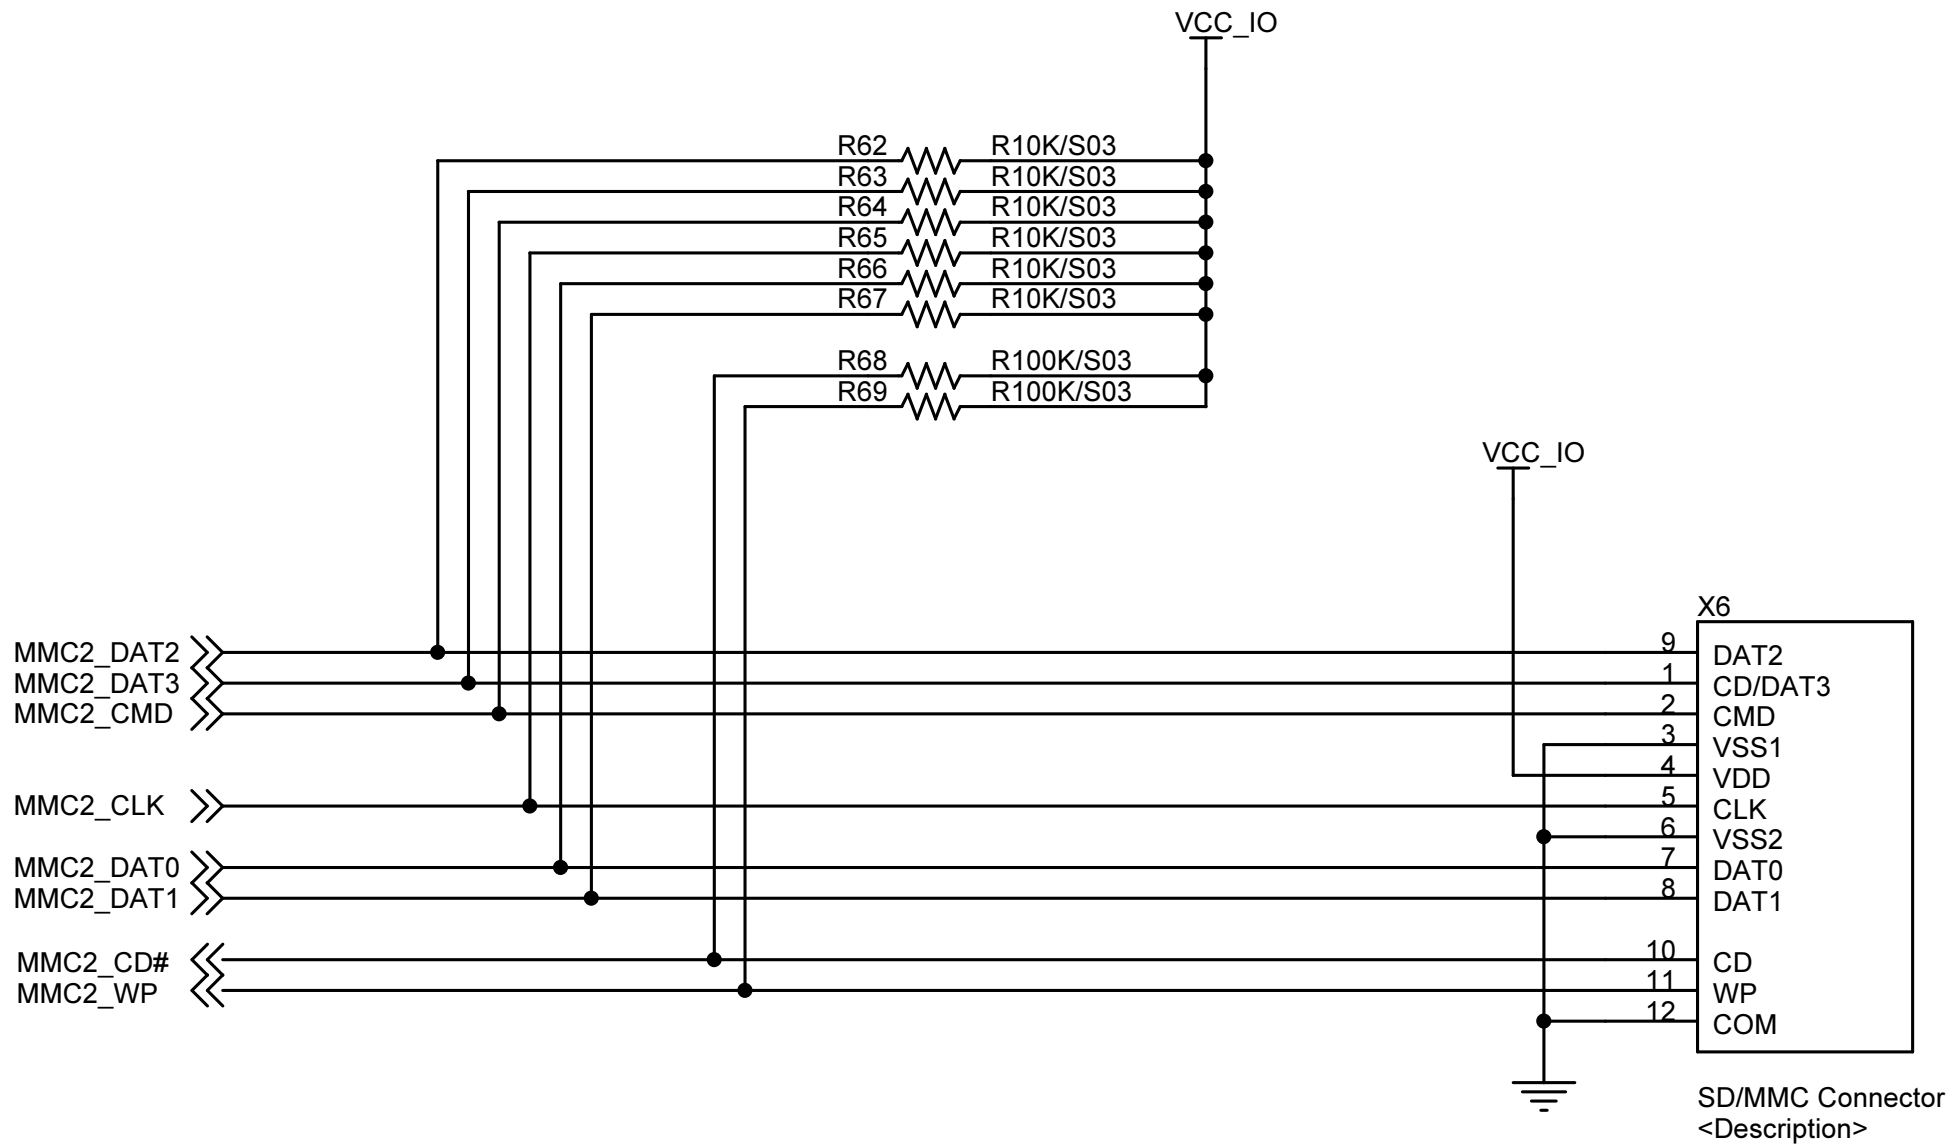 VCC_IO
R62 R10K/S03
R63 R10K/S03
R64 R10K/S03
R65 R10K/S03
R66 R10K/S03
R67 R10K/S03
R68 R100K/S03
R69 R100K/S03
VCC_IO
X6
MMC2_DAT2 9 DAT2
MMC2_DAT3 1 CD/DAT3
MMC2_CMD 2 CMD
3 VSS1
4 VDD
MMC2_CLK 5 CLK
6 VSS2
MMC2_DAT0 7 DAT0
MMC2_DAT1 8 DAT1
MMC2_CD# 10 CD
MMC2_WP 11 WP
12 COM
SD/MMC Connector
<Description>